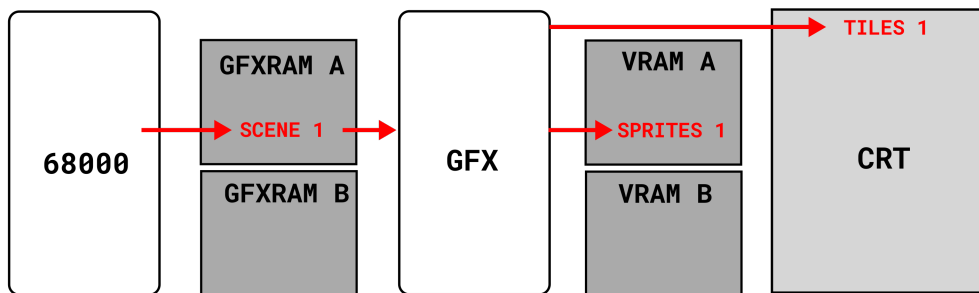 TILES 1
GFXRAM A
VRAM A
SCENE 1
SPRITES 1
68000
GFX
CRT
GFXRAM B
VRAM B